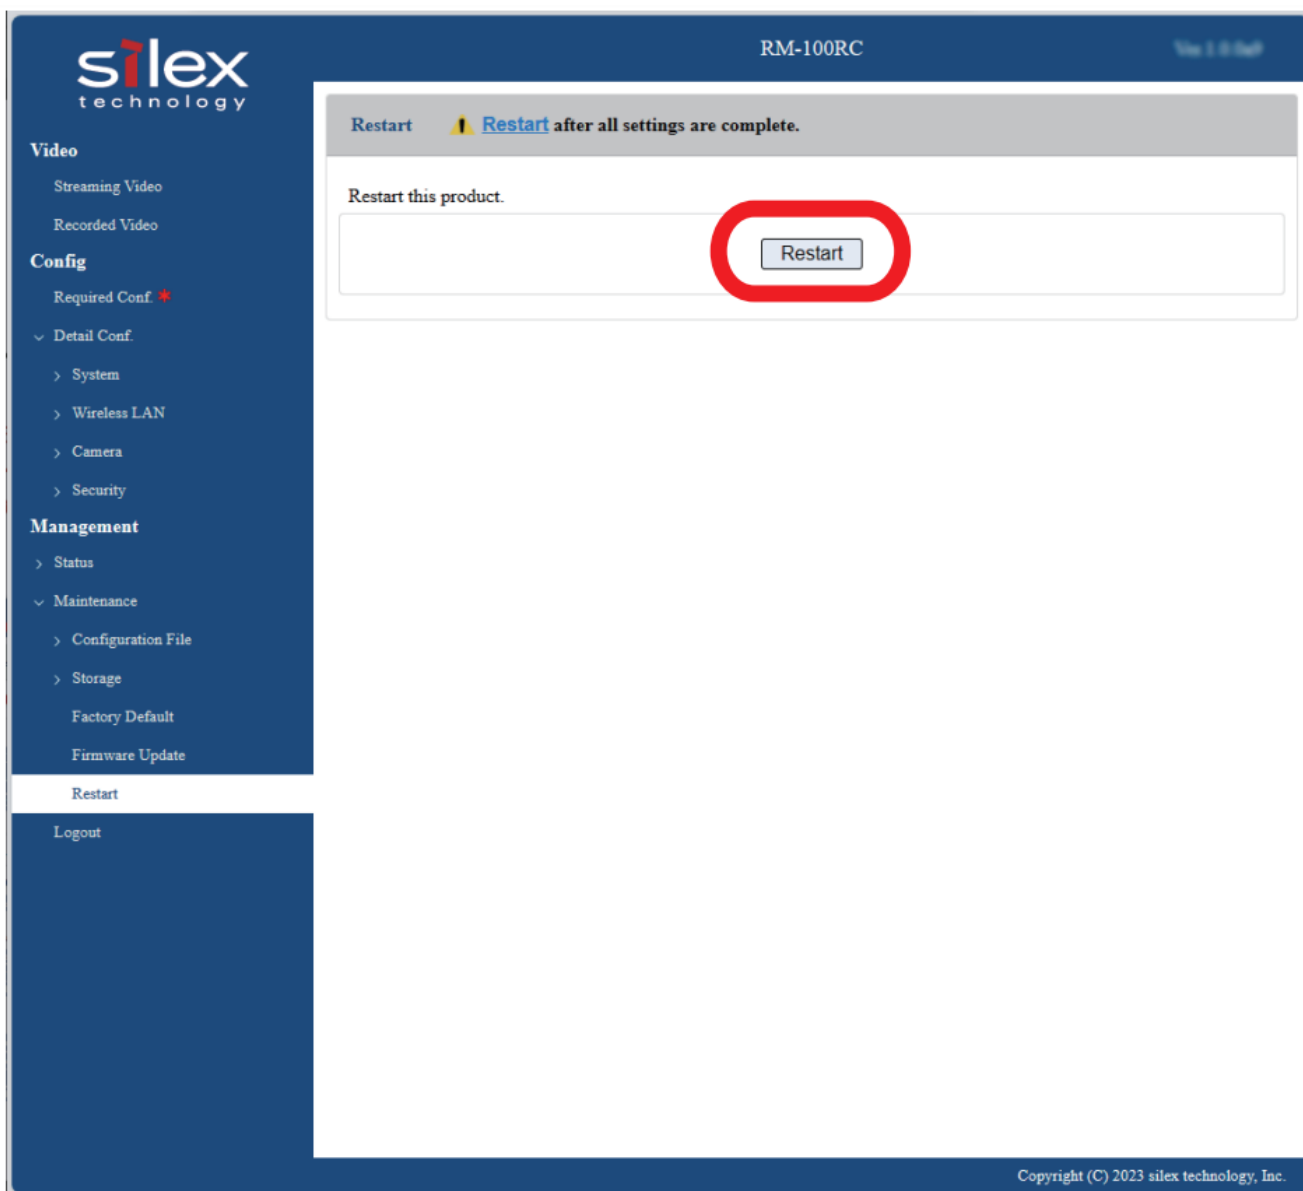 silex
technology
RM-100RC
Video
Streaming Video
Recorded Video
Config
Required Conf. *
Detail Conf.
System
Wireless LAN
Camera
Security
Management
Status
Maintenance
Configuration File
Storage
Factory Default
Firmware Update
Restart
Logout
Restart Restart after all settings are complete.
Restart this product.
Restart
Copyright (C) 2023 silex technology, Inc.